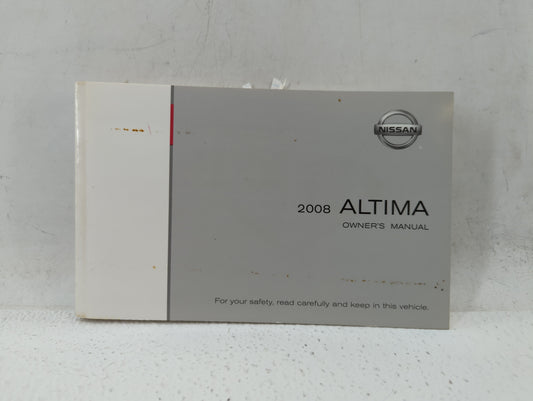 NISSAN
2008 ALTIMA
OWNER'S MANUAL
For your safety, read carefully and keep in this vehicle.